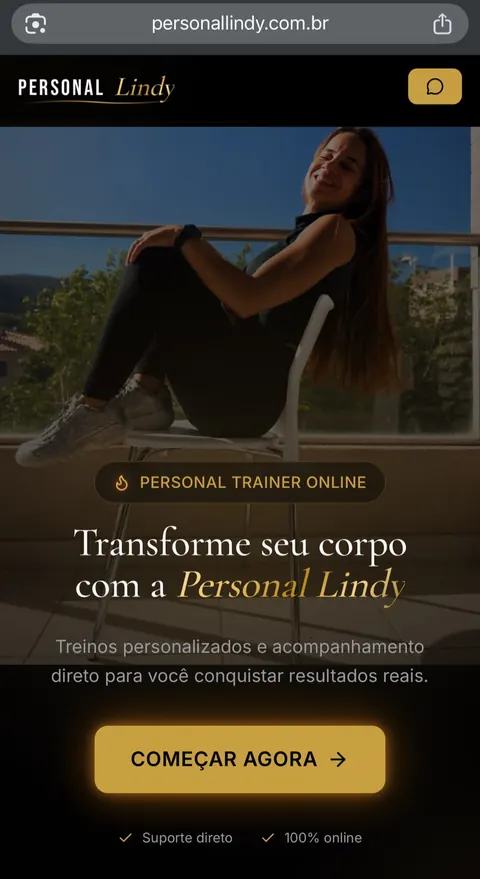 personallindy.com.br
PERSONAL Lindy
PERSONAL TRAINER ONLINE
Transforme seu corpo
com a Personal Lindy
Treinos personalizados e acompanhamento
direto para você conquistar resultados reais.
COMEÇAR AGORA →
✓ Suporte direto ✓ 100% online